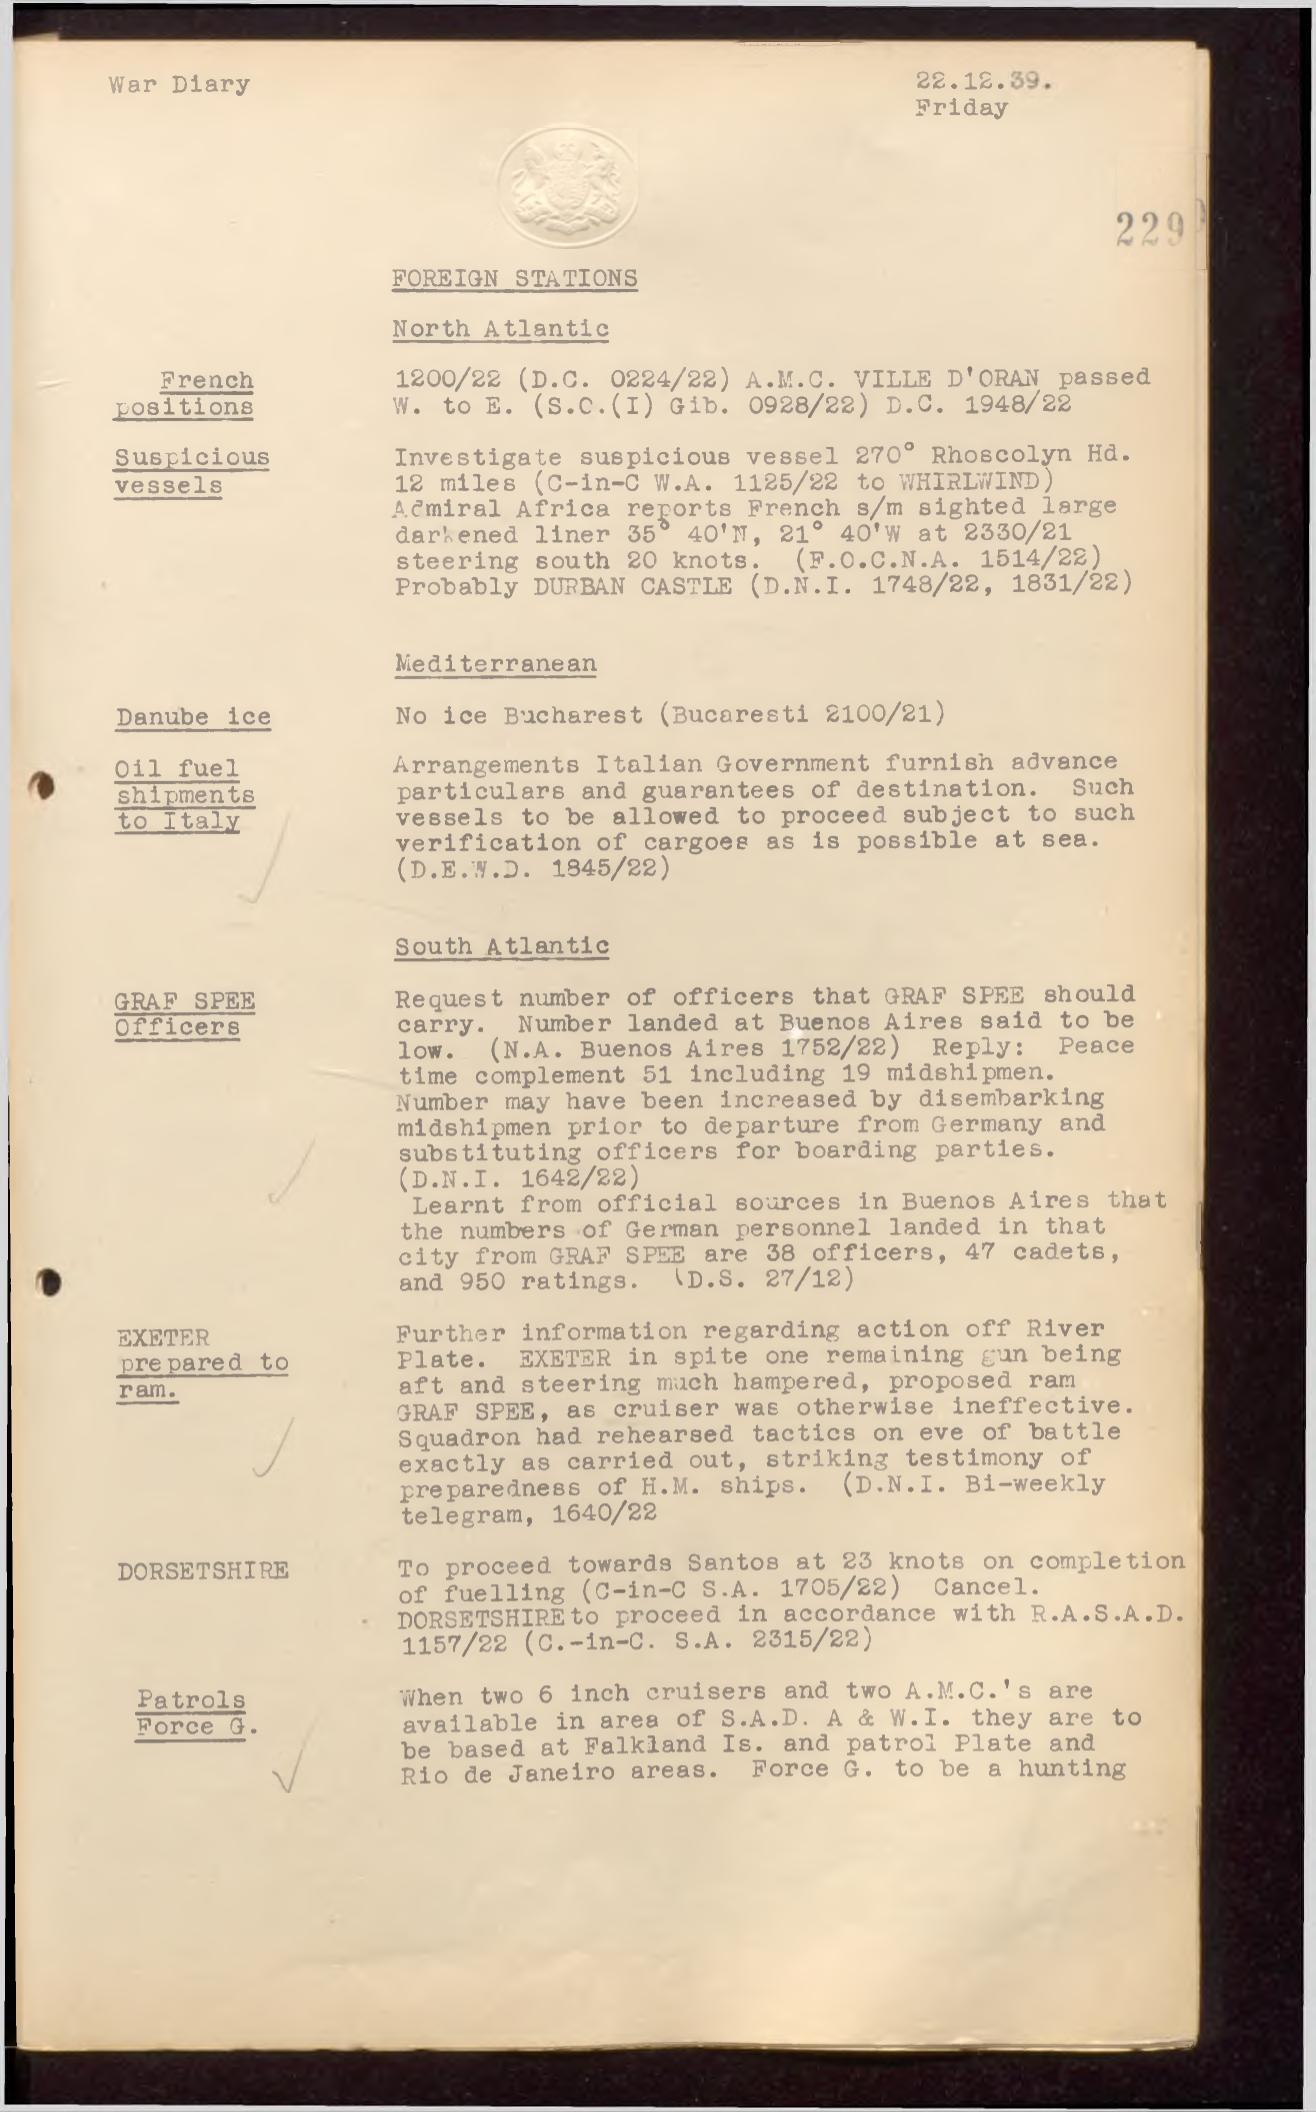 War Diary
22.12.39.
Friday
229
FOREIGN STATIONS
North Atlantic
French
positions
1200/22 (D.C. 0224/22) A.M.C. VILLE D'ORAN passed
W. to E. (S.O.(I) Gib. 0928/22) D.C. 1948/22
Suspicious
vessels
Investigate suspicious vessel 270° Rhoscolyn Hd.
12 miles (C-in-C W.A. 1125/22 to WHIRLWIND)
Admiral Africa reports French s/m sighted large
darkened liner 35° 40'N, 21° 40'W at 2330/21
steering south 20 knots. (F.O.C.N.A. 1514/22)
Probably DURBAN CASTLE (D.N.I. 1748/22, 1831/22)
Mediterranean
Danube ice
No ice Bucharest (Bucaresti 2100/21)
Oil fuel
shipments
to Italy
Arrangements Italian Government furnish advance
particulars and guarantees of destination. Such
vessels to be allowed to proceed subject to such
verification of cargoes as is possible at sea.
(D.E.W.D. 1845/22)
South Atlantic
GRAF SPEE
Officers
Request number of officers that GRAF SPEE should
carry. Number landed at Buenos Aires said to be
low. (N.A. Buenos Aires 1752/22) Reply: Peace
time complement 51 including 19 midshipmen.
Number may have been increased by disembarking
midshipmen prior to departure from Germany and
substituting officers for boarding parties.
(D.N.I. 1642/22)
Learnt from official sources in Buenos Aires that
the numbers of German personnel landed in that
city from GRAF SPEE are 38 officers, 47 cadets,
and 950 ratings. (D.S. 27/12)
EXETER
prepared to
ram.
Further information regarding action off River
Plate. EXETER in spite one remaining gun being
aft and steering much hampered, proposed ram
GRAF SPEE, as cruiser was otherwise ineffective.
Squadron had rehearsed tactics on eve of battle
exactly as carried out, striking testimony of
preparedness of H.M. ships. (D.N.I. Bi-weekly
telegram, 1640/22
DORSETSHIRE
To proceed towards Santos at 23 knots on completion
of fuelling (C-in-C S.A. 1705/22) Cancel.
DORSETSHIRE to proceed in accordance with R.A.S.A.D.
1157/22 (C.-in-C. S.A. 2315/22)
Patrols
Force G.
When two 6 inch cruisers and two A.M.C.'s are
available in area of S.A.D. A & W.I. they are to
be based at Falkland Is. and patrol Plate and
Rio de Janeiro areas. Force G. to be a hunting